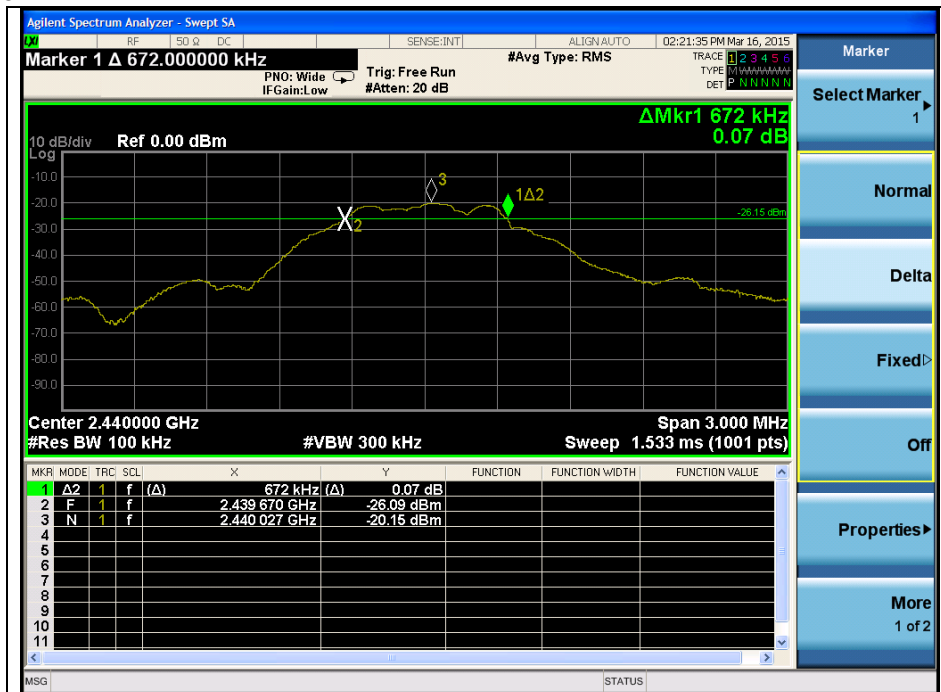 Agilent Spectrum Analyzer - Swept SA
LXI RF 50 Ω DC SENSE:INT ALIGN AUTO 02:21:35 PM Mar 16, 2015
Marker 1 Δ 672.000000 kHz
PNO: Wide
IFGain:Low
Trig: Free Run
#Atten: 20 dB
#Avg Type: RMS
TRACE 1 2 3 4 5 6
TYPE M
DET P N N N N N
ΔMkr1 672 kHz
0.07 dB
10 dB/div Ref 0.00 dBm
Log
-10.0
-20.0
-30.0
-40.0
-50.0
-60.0
-70.0
-80.0
-90.0
3
1Δ2
X2
-26.15 dBm
Center 2.440000 GHz Span 3.000 MHz
#Res BW 100 kHz #VBW 300 kHz Sweep 1.533 ms (1001 pts)
MKR MODE TRC SCL X Y FUNCTION FUNCTION WIDTH FUNCTION VALUE
1 Δ2 1 f (Δ) 672 kHz (Δ) 0.07 dB
2 F 1 f 2.439 670 GHz -26.09 dBm
3 N 1 f 2.440 027 GHz -20.15 dBm
4
5
6
7
8
9
10
11
MSG STATUS
Marker
Select Marker
1
Normal
Delta
Fixed
Off
Properties
More
1 of 2